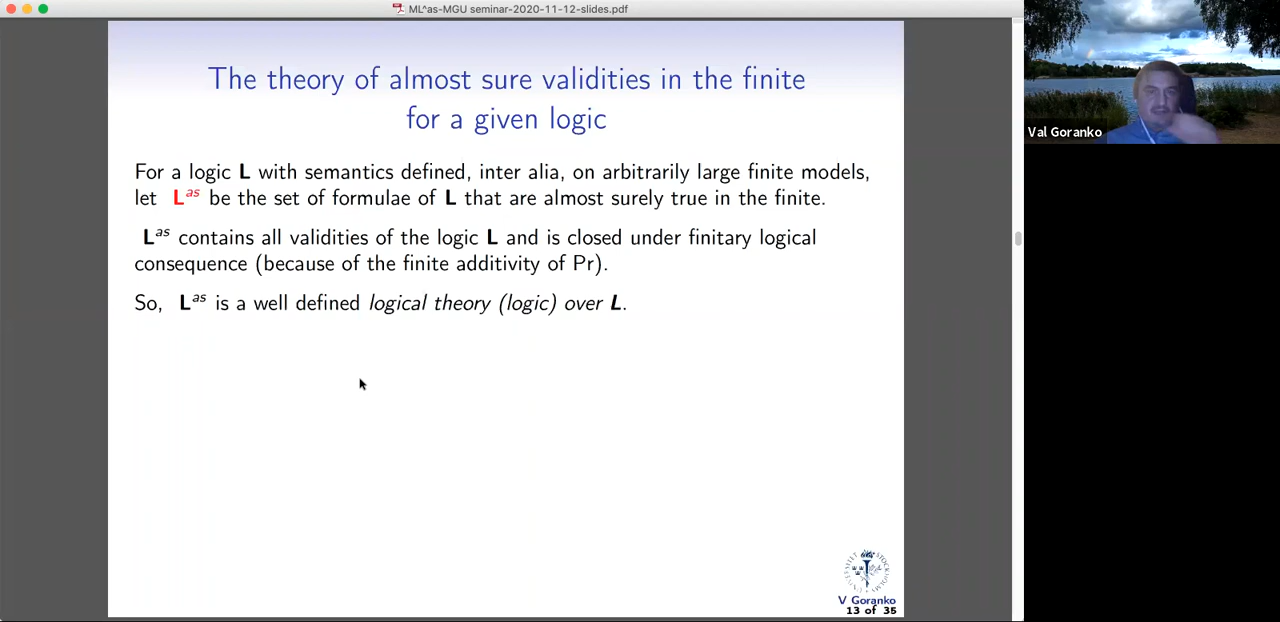 ML^as-MGU seminar-2020-11-12-slides.pdf
The theory of almost sure validities in the finite
for a given logic
For a logic L with semantics defined, inter alia, on arbitrarily large finite models,
let L^as be the set of formulae of L that are almost surely true in the finite.
L^as contains all validities of the logic L and is closed under finitary logical
consequence (because of the finite additivity of Pr).
So, L^as is a well defined logical theory (logic) over L.
V Goranko
13 of 35
Val Goranko